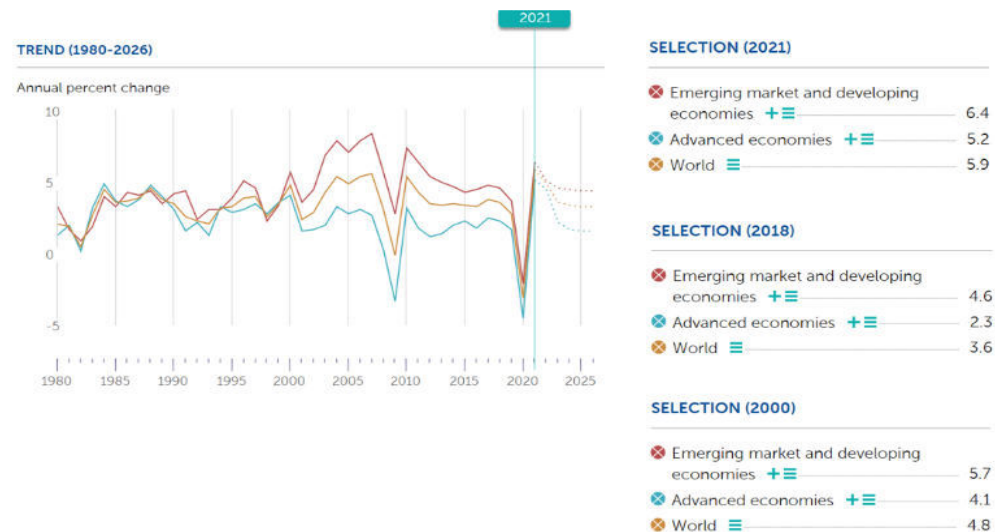 2021
TREND (1980-2026)
Annual percent change
10
5
0
-5
1980 1985 1990 1995 2000 2005 2010 2015 2020 2025
SELECTION (2021)
Emerging market and developing
economies 6.4
Advanced economies 5.2
World 5.9
SELECTION (2018)
Emerging market and developing
economies 4.6
Advanced economies 2.3
World 3.6
SELECTION (2000)
Emerging market and developing
economies 5.7
Advanced economies 4.1
World 4.8